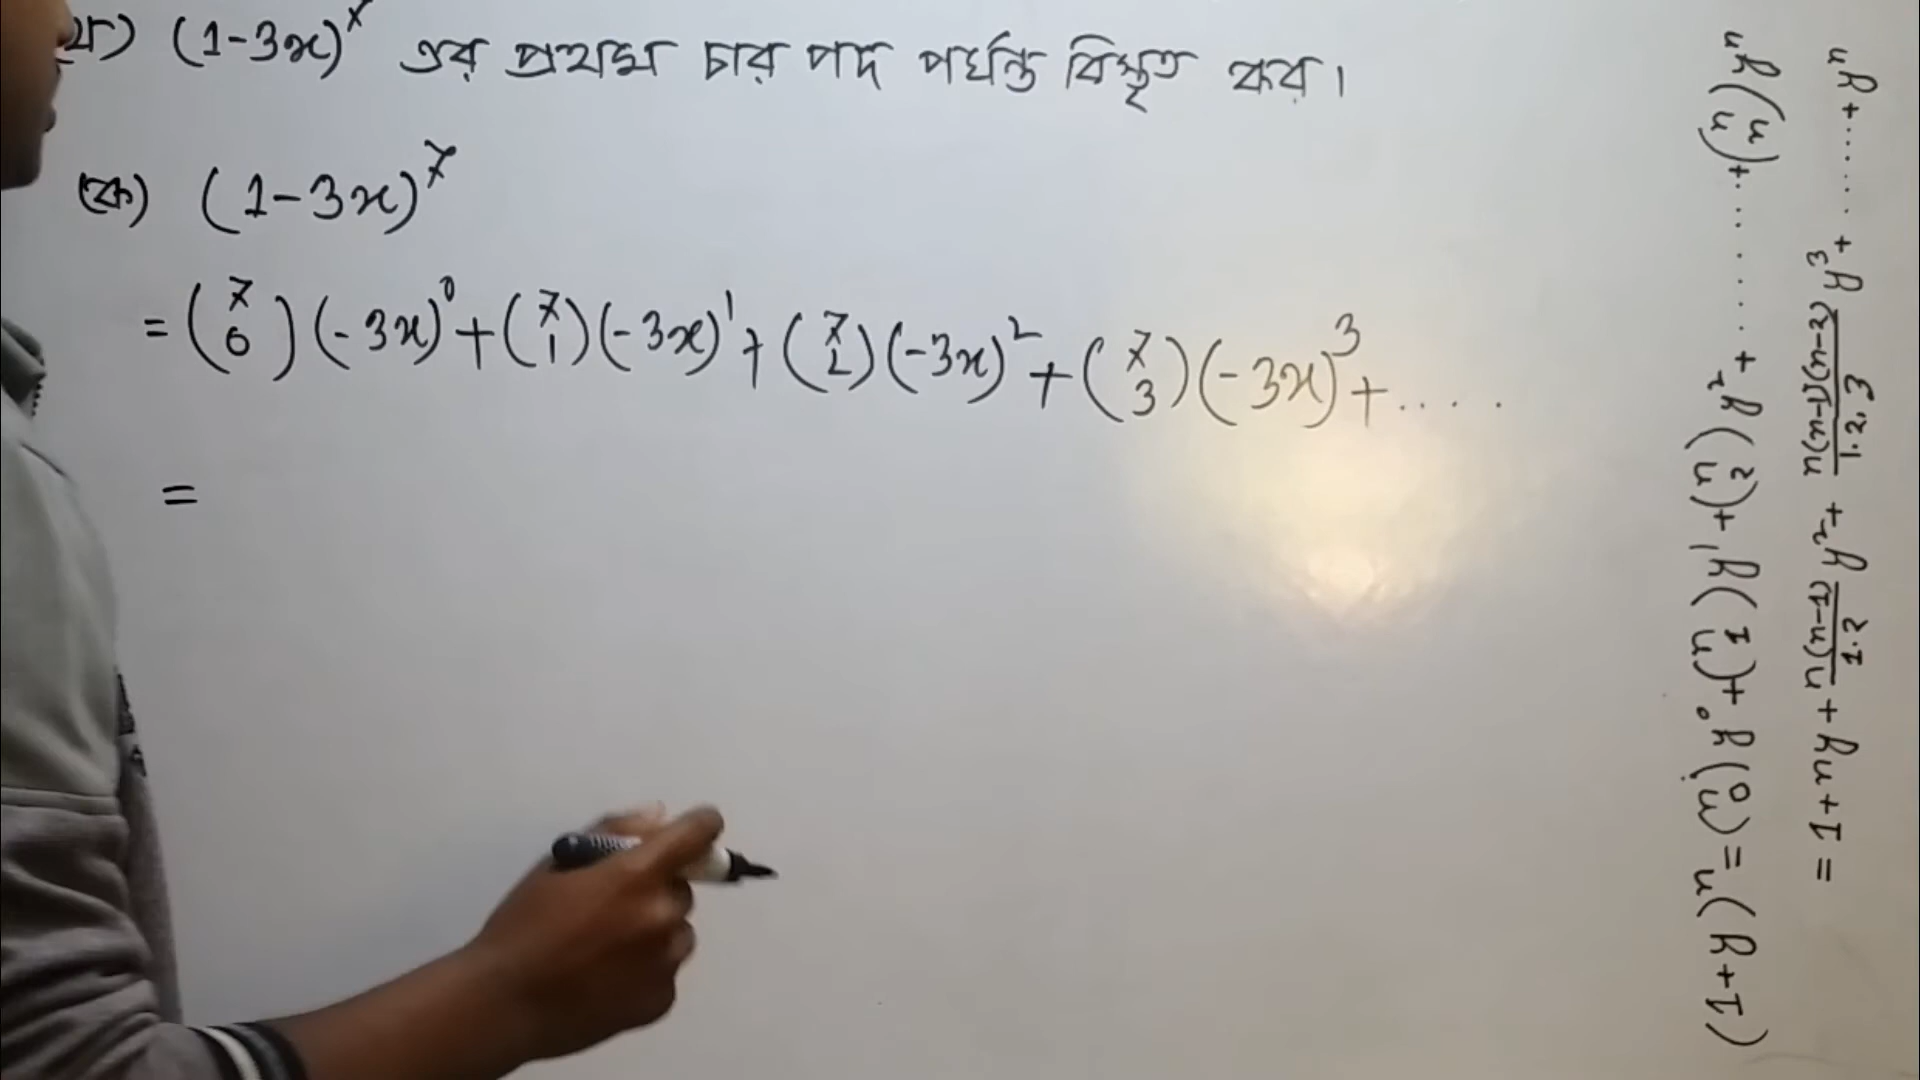 (1-3x)^7 এর প্রথম চার পদ পর্যন্ত বিস্তৃত কর।
(ক) (1-3x)^7
= (7 0)(-3x)^0 + (7 1)(-3x)^1 + (7 2)(-3x)^2 + (7 3)(-3x)^3 + .....
=
(1+y)^n = (n 0)y^0 + (n 1)y^1 + (n 2)y^2 + ........ + (n n)y^n
= 1 + ny + n(n-1)/1.2 y^2 + n(n-1)(n-2)/1.2.3 y^3 + ....... + y^n